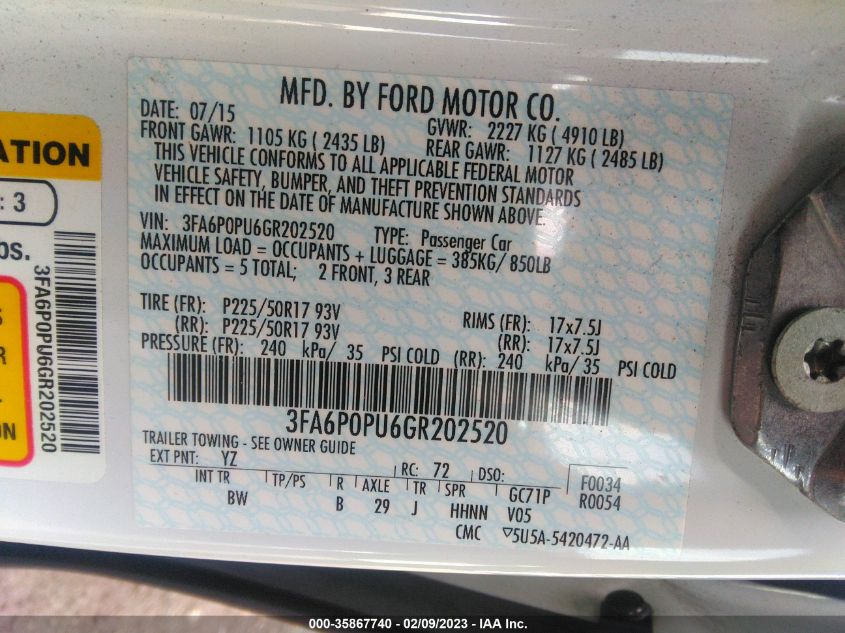 MFD. BY FORD MOTOR CO.
DATE: 07/15 GVWR: 2227 KG ( 4910 LB)
FRONT GAWR: 1105 KG ( 2435 LB) REAR GAWR: 1127 KG ( 2485 LB)
THIS VEHICLE CONFORMS TO ALL APPLICABLE FEDERAL MOTOR
VEHICLE SAFETY, BUMPER, AND THEFT PREVENTION STANDARDS
IN EFFECT ON THE DATE OF MANUFACTURE SHOWN ABOVE.
VIN: 3FA6P0PU6GR202520 TYPE: Passenger Car
MAXIMUM LOAD = OCCUPANTS + LUGGAGE = 385KG/ 850LB
OCCUPANTS = 5 TOTAL; 2 FRONT, 3 REAR
TIRE (FR): P225/50R17 93V RIMS (FR): 17x7.5J
(RR): P225/50R17 93V (RR): 17x7.5J
PRESSURE (FR): 240 kPa/ 35 PSI COLD (RR): 240 kPa/ 35 PSI COLD
3FA6P0PU6GR202520
TRAILER TOWING - SEE OWNER GUIDE
EXT PNT: YZ RC: 72 DSO: F0034
INT TR TP/PS R AXLE TR SPR GC71P R0054
BW B 29 J HHNN V05
CMC ▽5U5A-5420472-AA
ATION
: 3
bs.
S
R
ON
3FA6P0PU6GR202520
000-35867740 - 02/09/2023 - IAA Inc.